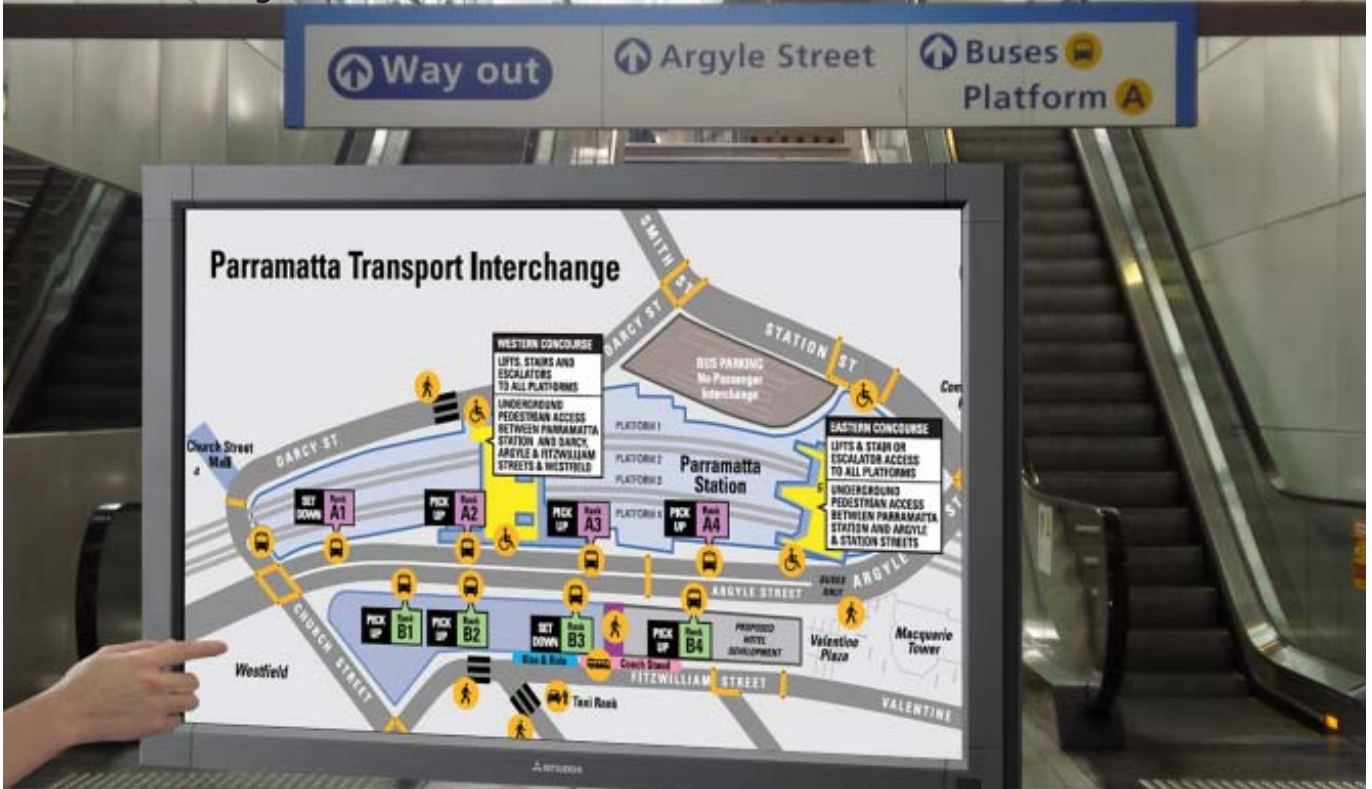 Way out
Argyle Street
Buses
Platform A
Parramatta Transport Interchange
SMITH
ST
DARCY ST
STATION ST
BUS PARKING
No Passenger
Interchange
WESTERN CONCOURSE
LIFTS, STAIRS AND
ESCALATORS
TO ALL PLATFORMS
UNDERGROUND
PEDESTRIAN ACCESS
BETWEEN PARRAMATTA
STATION AND DARCY,
ARGYLE & FITZWILLIAM
STREETS & WESTFIELD
EASTERN CONCOURSE
LIFTS & STAIR OR
ESCALATOR ACCESS
TO ALL PLATFORMS
UNDERGROUND
PEDESTRIAN ACCESS
BETWEEN PARRAMATTA
STATION AND ARGYLE
& STATION STREETS
Church Street
Mall
DARCY ST
PLATFORM 1
PLATFORM 2
Parramatta
Station
SET
DOWN
Rank
A1
PICK
UP
Rank
A2
PICK
UP
Rank
A3
PICK
UP
Rank
A4
ARGYLE
ST
ARGYLE STREET
BUSES
ONLY
PICK
UP
Rank
B1
PICK
UP
Rank
B2
SET
DOWN
Rank
B3
PICK
UP
Rank
B4
PROPOSED
HOTEL
DEVELOPMENT
Valentine
Plaza
Macquarie
Tower
Westfield
CHURCH STREET
Kiss & Ride
Coach Stand
FITZWILLIAM STREET
Taxi Rank
VALENTINE
MITSUBISHI